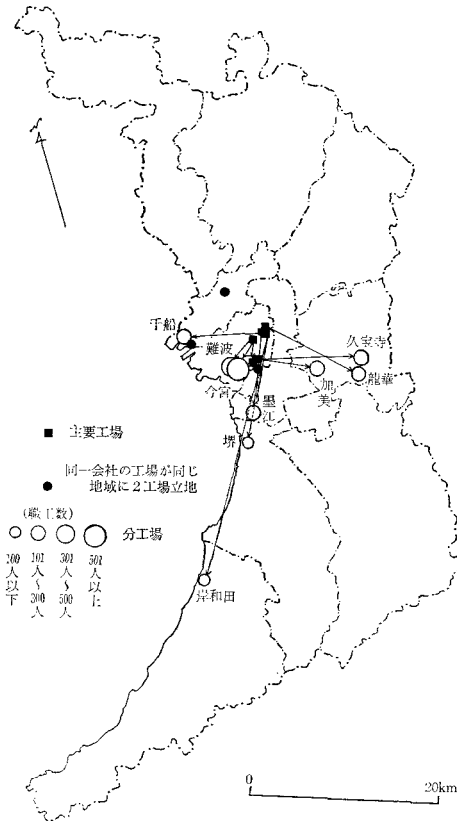 千船
難波
久宝寺
龍華
加美
今宮
墨江
堺
岸和田
■ 主要工場
● 同一会社の工場が同じ
地域に2工場立地
(職工数)
分工場
100人以下
101人~300人
301人~500人
501人以上
0
20km